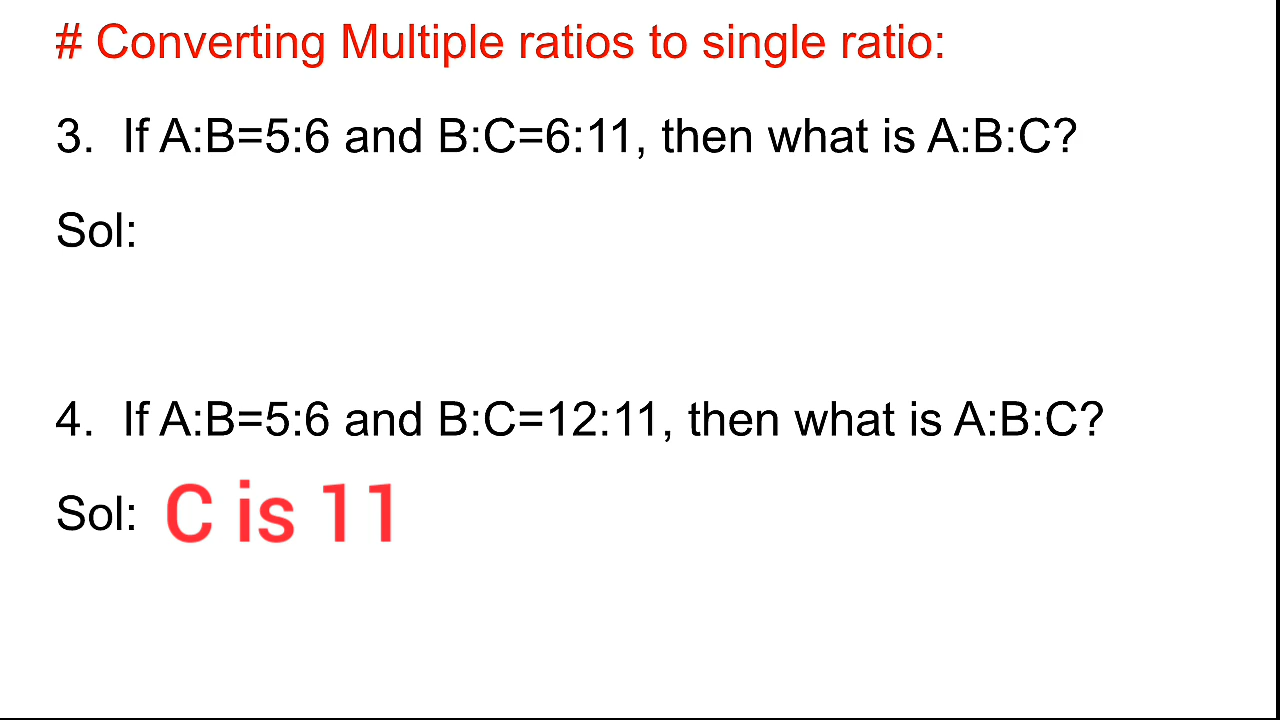 # Converting Multiple ratios to single ratio:
3. If A:B=5:6 and B:C=6:11, then what is A:B:C?
Sol:
4. If A:B=5:6 and B:C=12:11, then what is A:B:C?
Sol: C is 11